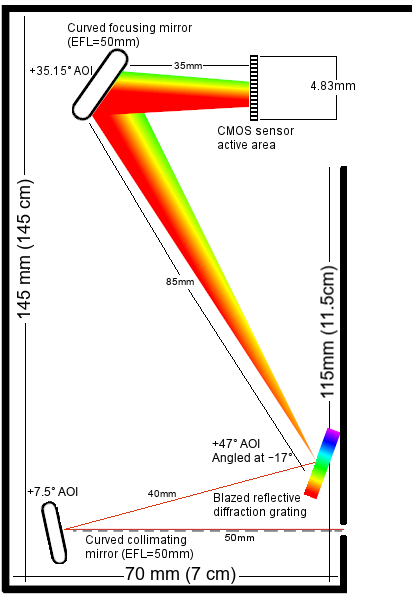 Curved focusing mirror
(EFL=50mm)
+35.15° AOI
35mm
4.83mm
CMOS sensor
active area
145 mm (145 cm)
115mm (11.5cm)
85mm
+47° AOI
Angled at −17°
+7.5° AOI
40mm
Blazed reflective
diffraction grating
50mm
Curved collimating
mirror (EFL=50mm)
70 mm (7 cm)